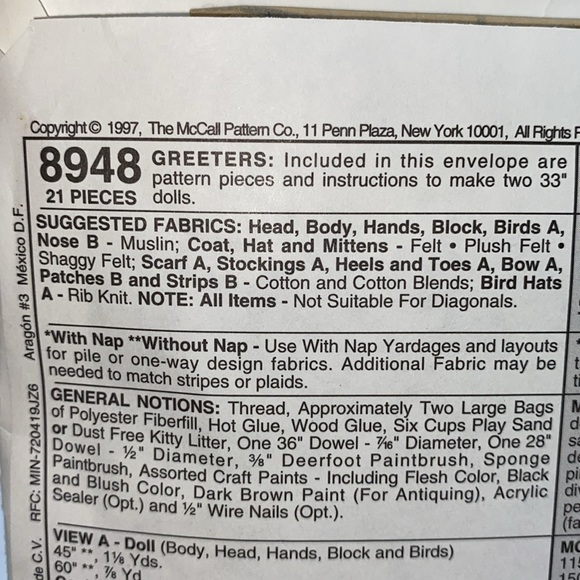 Copyright© 1997, The McCall Pattern Co., 11 Penn Plaza, New York 10001, All Rights
8948
21 PIECES
GREETERS: Included in this envelope are
pattern pieces and instructions to make two 33"
dolls.
SUGGESTED FABRICS: Head, Body, Hands, Block, Birds A,
Nose B - Muslin; Coat, Hat and Mittens - Felt • Plush Felt •
Shaggy Felt; Scarf A, Stockings A, Heels and Toes A, Bow A,
Patches B and Strips B - Cotton and Cotton Blends; Bird Hats
A - Rib Knit. NOTE: All Items - Not Suitable For Diagonals.
*With Nap **Without Nap - Use With Nap Yardages and layouts
for pile or one-way design fabrics. Additional Fabric may be
needed to match stripes or plaids.
GENERAL NOTIONS: Thread, Approximately Two Large Bags
of Polyester Fiberfill, Hot Glue, Wood Glue, Six Cups Play Sand
or Dust Free Kitty Litter, One 36" Dowel - 7/16" Diameter, One 28"
Dowel - ½" Diameter, ⅜" Deerfoot Paintbrush, Sponge
Paintbrush, Assorted Craft Paints - Including Flesh Color, Black
and Blush Color, Dark Brown Paint (For Antiquing), Acrylic
Sealer (Opt.) and ½" Wire Nails (Opt.).
VIEW A - Doll (Body, Head, Hands, Block and Birds)
45" **, 1⅛ Yds.
60" **, ⅞ Yd
de C.V. RFC: MIN-720419JZ6 Aragón #3 México D.F.